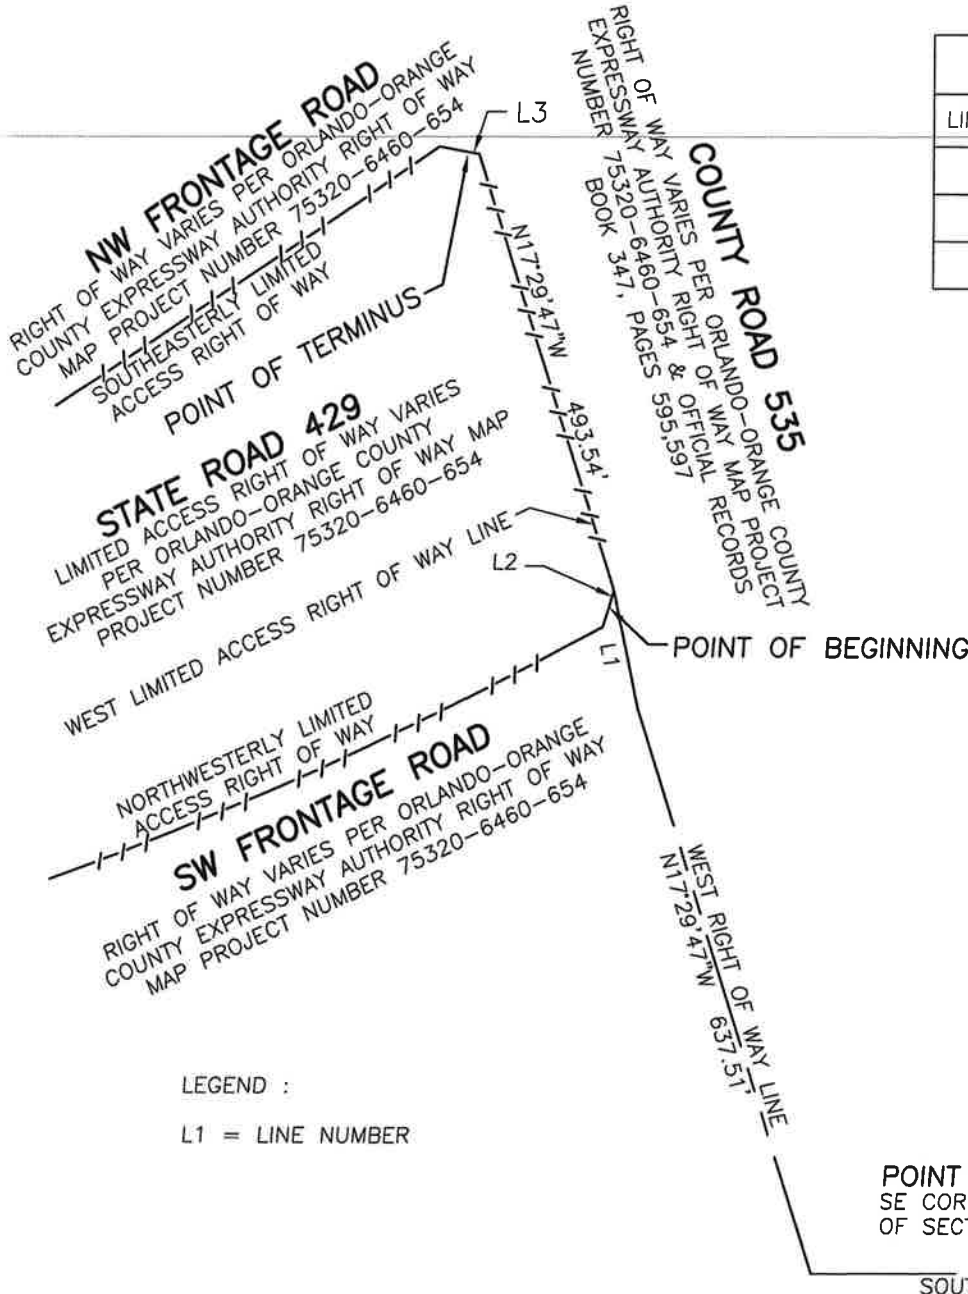 NW FRONTAGE ROAD
RIGHT OF WAY VARIES PER ORLANDO-ORANGE
COUNTY EXPRESSWAY AUTHORITY RIGHT OF WAY
MAP PROJECT NUMBER 75320-6460-654
SOUTHEASTERLY LIMITED
ACCESS RIGHT OF WAY
POINT OF TERMINUS
L3
RIGHT OF WAY VARIES PER ORLANDO-ORANGE COUNTY
EXPRESSWAY AUTHORITY RIGHT OF WAY MAP PROJECT
NUMBER 75320-6460-654 & OFFICIAL RECORDS
BOOK 347, PAGES 595,597
COUNTY ROAD 535
N17°29'47"W
493.54'
STATE ROAD 429
LIMITED ACCESS RIGHT OF WAY VARIES
PER ORLANDO-ORANGE COUNTY
EXPRESSWAY AUTHORITY RIGHT OF WAY MAP
PROJECT NUMBER 75320-6460-654
WEST LIMITED ACCESS RIGHT OF WAY LINE
L2
L1
POINT OF BEGINNING
NORTHWESTERLY LIMITED
ACCESS RIGHT OF WAY
SW FRONTAGE ROAD
RIGHT OF WAY VARIES PER ORLANDO-ORANGE
COUNTY EXPRESSWAY AUTHORITY RIGHT OF WAY
MAP PROJECT NUMBER 75320-6460-654
WEST RIGHT OF WAY LINE
N17°29'47"W 637.51'
LEGEND :
L1 = LINE NUMBER
POINT
SE COR
OF SECT